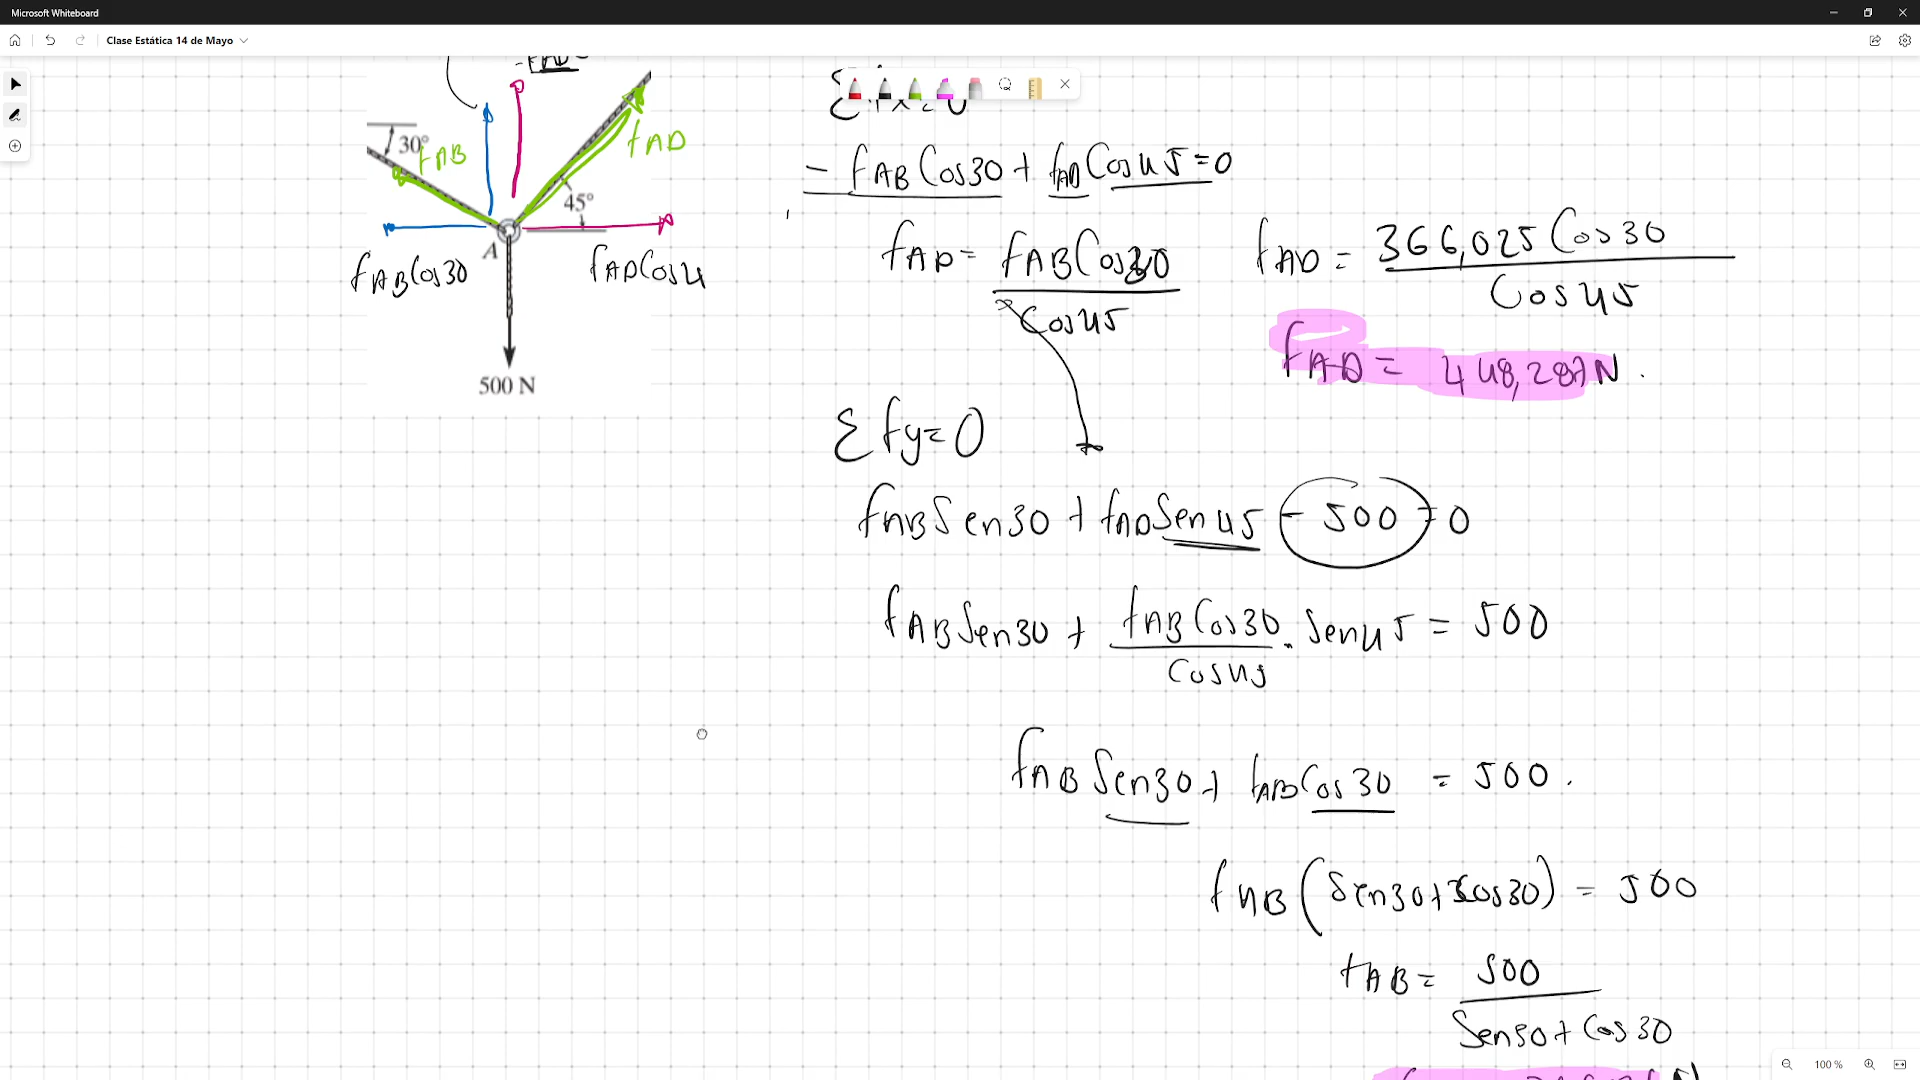 Microsoft Whiteboard
Clase Estática 14 de Mayo
30°
fAB
fAD
45°
A
fABCos30
fADCos4
500 N
- fABCos30 + fADCos45 = 0
fAD = fABCos30
Cos45
fAD = 366,025 Cos30
Cos45
fAD = 448,287N.
Σfy=0
fABSen30 + fADSen45 - 500 = 0
fABSen30 + fABCos30 . Sen45 = 500
Cos45
fABSen30 + fABCos30 = 500.
fAB(Sen30+Cos30) = 500
fAB = 500
Sen30+Cos30
100 %